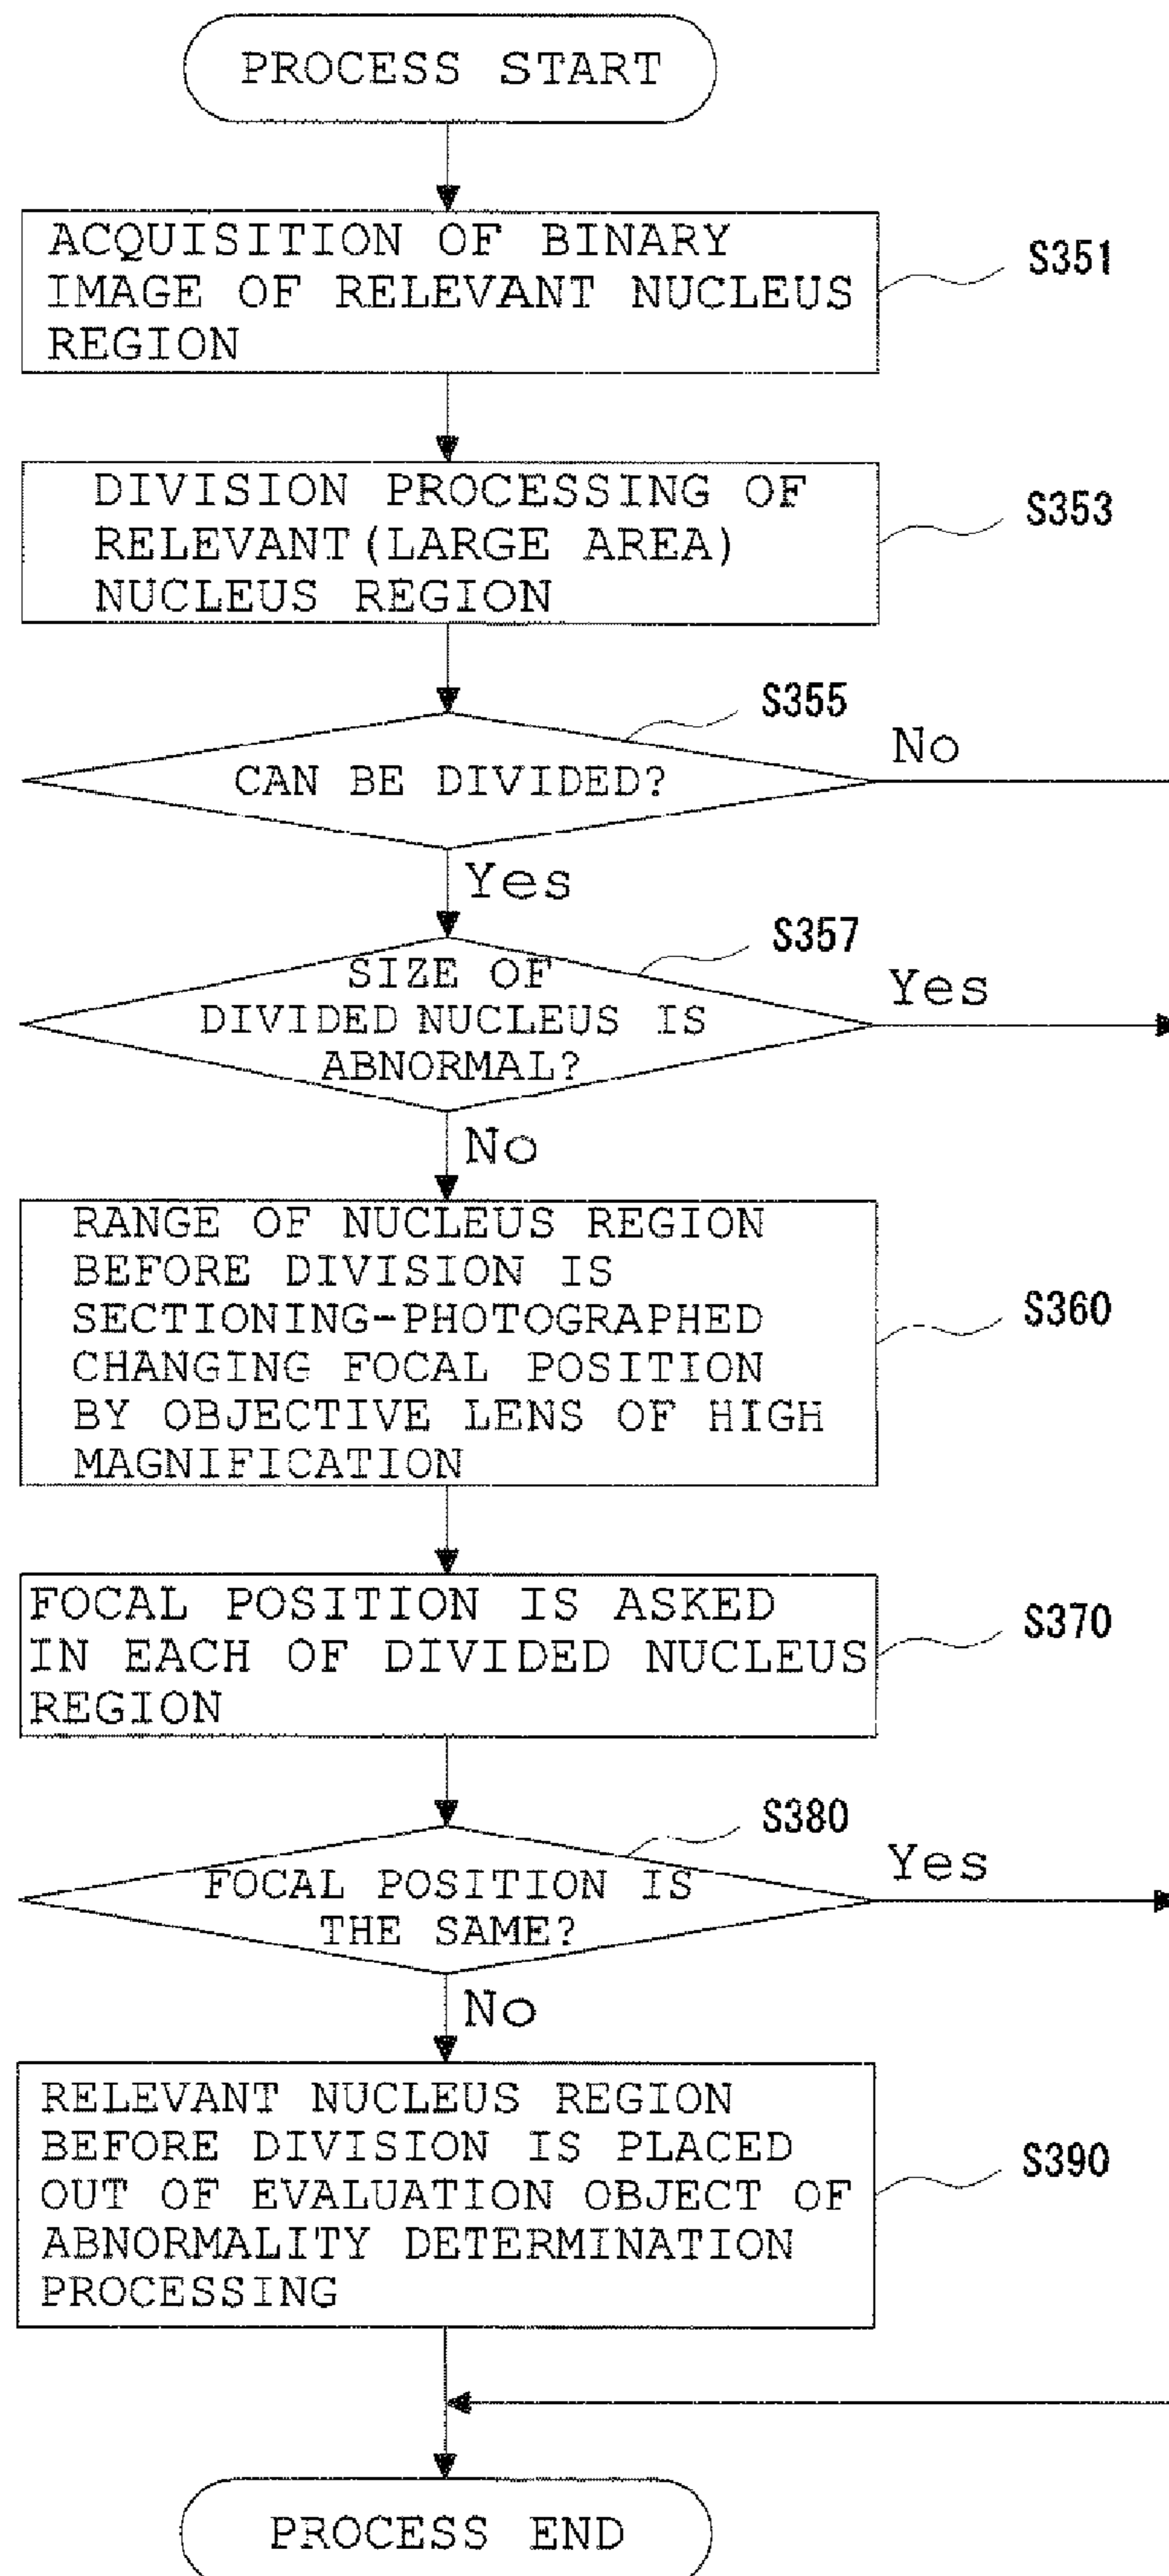 PROCESS START
ACQUISITION OF BINARY
IMAGE OF RELEVANT NUCLEUS
REGION
S351
DIVISION PROCESSING OF
RELEVANT(LARGE AREA)
NUCLEUS REGION
S353
S355
CAN BE DIVIDED?
No
Yes
S357
SIZE OF
DIVIDED NUCLEUS IS
ABNORMAL?
Yes
No
RANGE OF NUCLEUS REGION
BEFORE DIVISION IS
SECTIONING-PHOTOGRAPHED
CHANGING FOCAL POSITION
BY OBJECTIVE LENS OF HIGH
MAGNIFICATION
S360
FOCAL POSITION IS ASKED
IN EACH OF DIVIDED NUCLEUS
REGION
S370
S380
FOCAL POSITION IS
THE SAME?
Yes
No
RELEVANT NUCLEUS REGION
BEFORE DIVISION IS PLACED
OUT OF EVALUATION OBJECT OF
ABNORMALITY DETERMINATION
PROCESSING
S390
PROCESS END